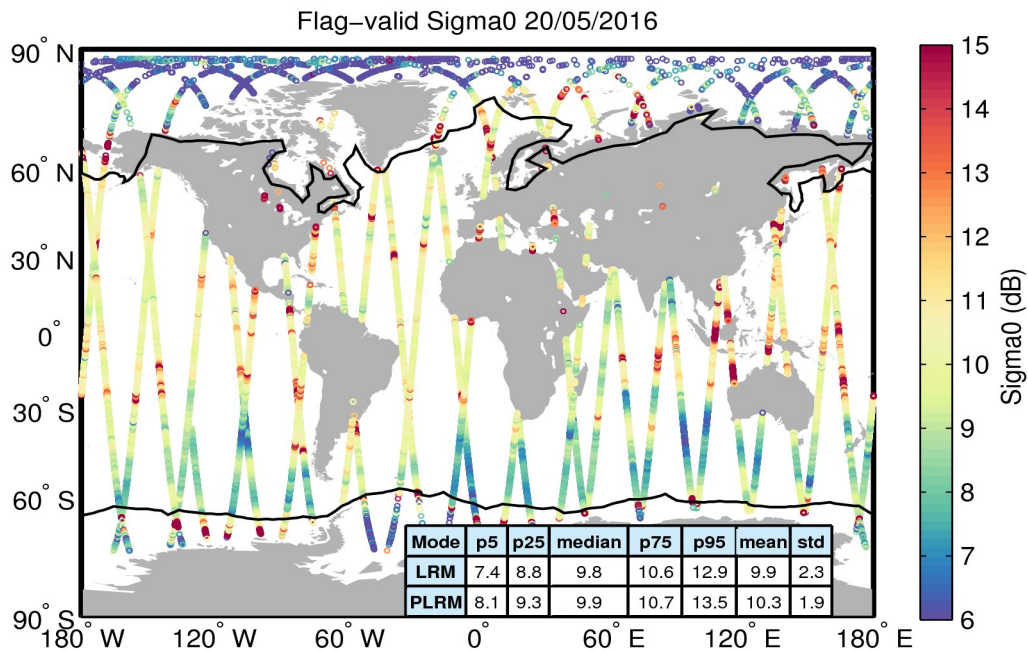 Flag-valid Sigma0 20/05/2016
90° N
60° N
30° N
0°
30° S
60° S
90° S
180° W
120° W
60° W
0°
60° E
120° E
180° E
Mode p5 p25 median p75 p95 mean std
LRM 7.4 8.8 9.8 10.6 12.9 9.9 2.3
PLRM 8.1 9.3 9.9 10.7 13.5 10.3 1.9
15
14
13
12
11
10
9
8
7
6
Sigma0 (dB)